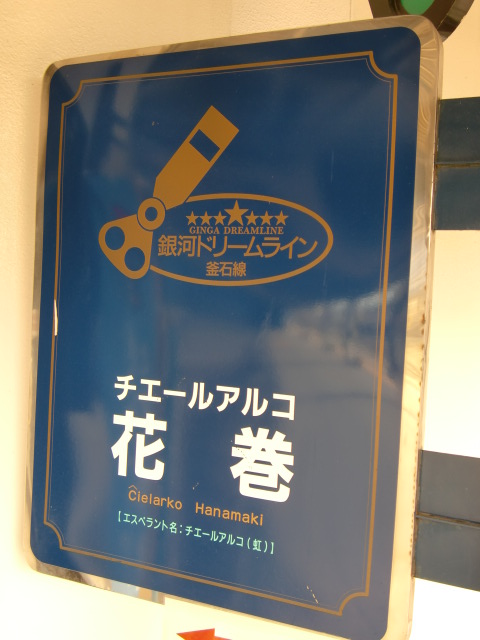 ★★★★★★★
GINGA DREAMLINE
銀河ドリームライン
釜石線
チエールアルコ
花巻
Ĉielarko Hanamaki
[エスペラント名:チエールアルコ(虹)]